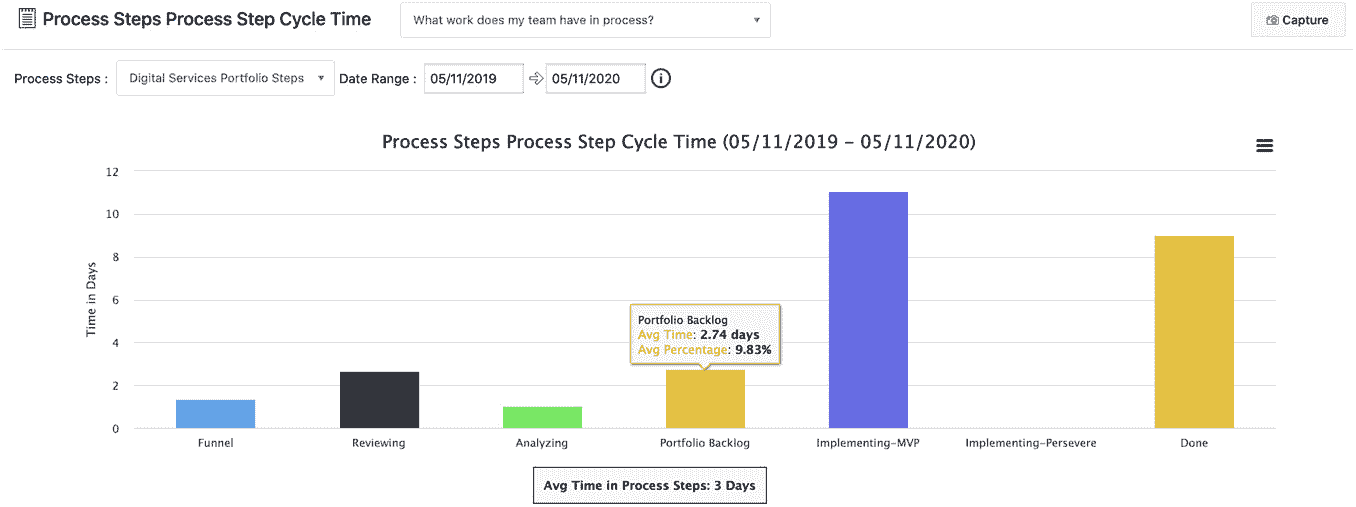 Process Steps Process Step Cycle Time
What work does my team have in process?
Capture
Process Steps :
Digital Services Portfolio Steps
Date Range :
05/11/2019
05/11/2020
Process Steps Process Step Cycle Time (05/11/2019 – 05/11/2020)
Time in Days
12
10
8
6
4
2
0
Portfolio Backlog
Avg Time: 2.74 days
Avg Percentage: 9.83%
Funnel
Reviewing
Analyzing
Portfolio Backlog
Implementing–MVP
Implementing–Persevere
Done
Avg Time in Process Steps: 3 Days